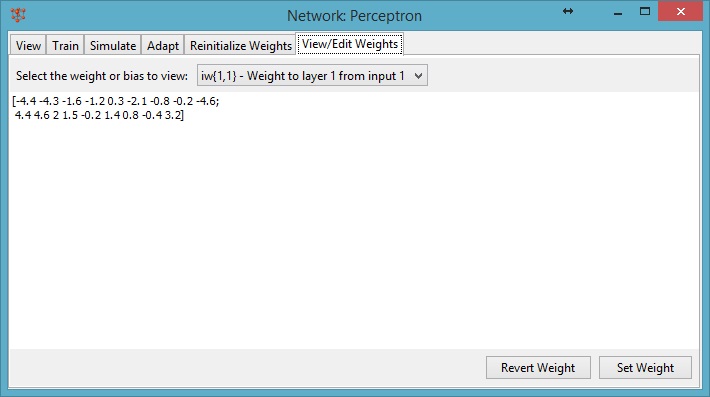 Network: Perceptron
View Train Simulate Adapt Reinitialize Weights View/Edit Weights
Select the weight or bias to view: iw{1,1} - Weight to layer 1 from input 1
[-4.4 -4.3 -1.6 -1.2 0.3 -2.1 -0.8 -0.2 -4.6;
4.4 4.6 2 1.5 -0.2 1.4 0.8 -0.4 3.2]
Revert Weight Set Weight